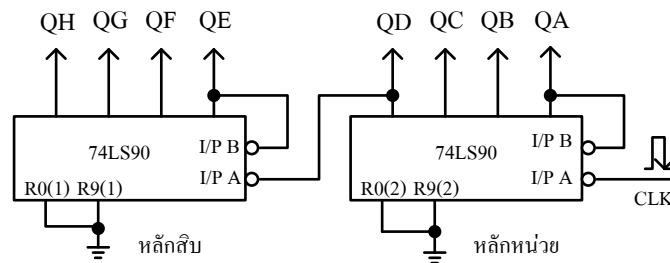 QH QG QF QE QD QC QB QA
74LS90 I/P B 74LS90 I/P B
I/P A I/P A
R0(1) R9(1) R0(2) R9(2)
CLK
หลักสิบ หลักหน่วย